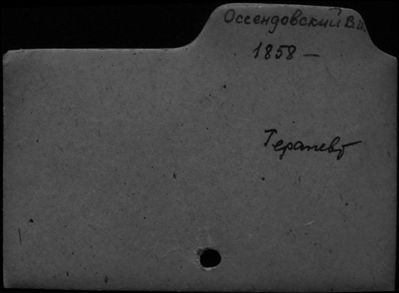 Оссендовский В.И.
1858 —
Терапевт